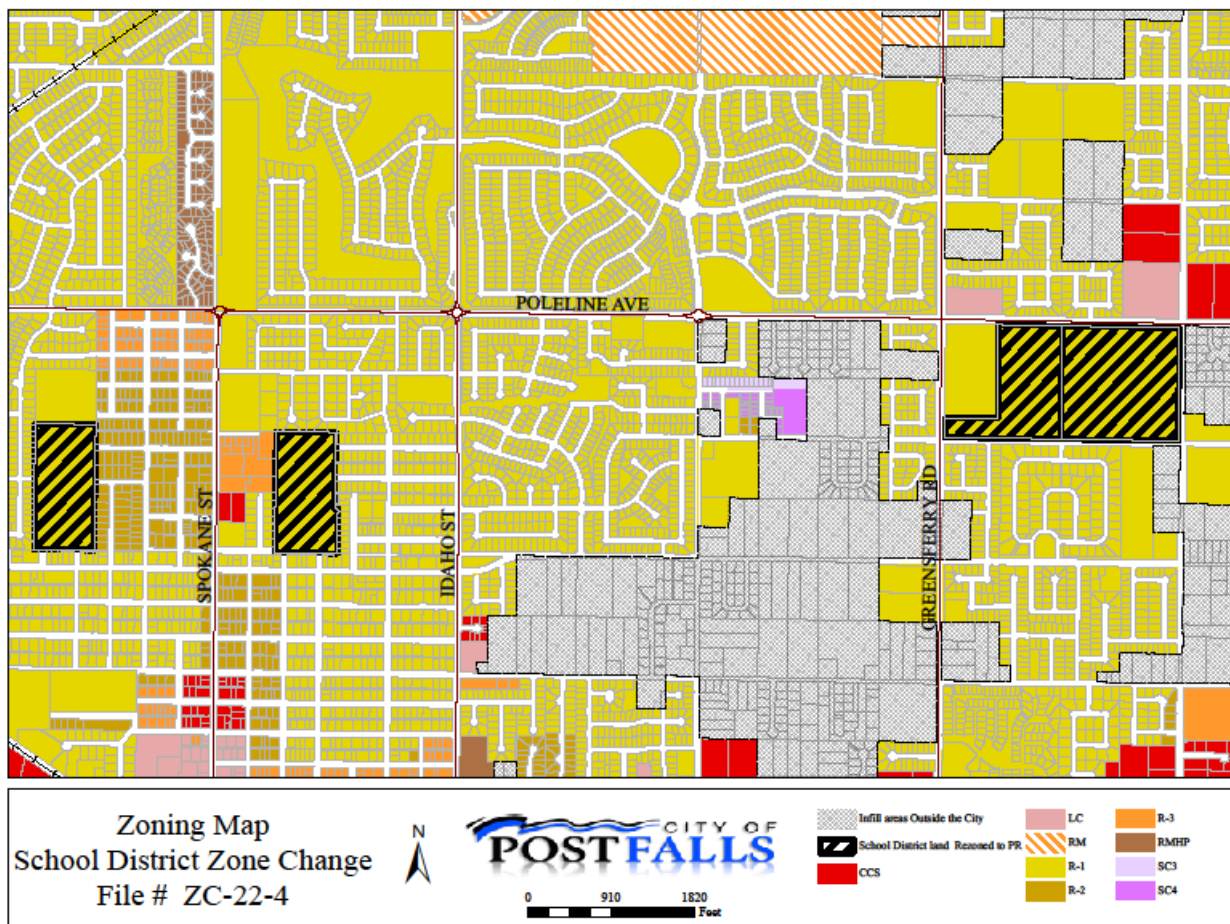 POLELINE AVE
SPOKANE ST
IDAHO ST
GREENSFERRY RD
Zoning Map
School District Zone Change
File # ZC-22-4
N
CITY OF
POST FALLS
0 910 1820
Feet
Infill areas Outside the City
School District land Rezoned to PR
CCS
LC
RM
R-1
R-2
R-3
RMHP
SC3
SC4